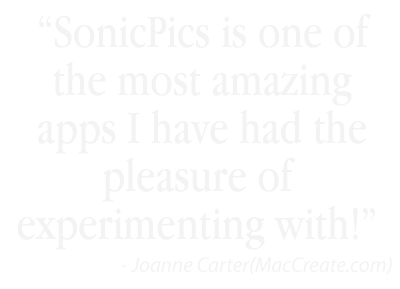 “SonicPics is one of
the most amazing
apps I have had the
pleasure of
experimenting with!”
- Joanne Carter(MacCreate.com)